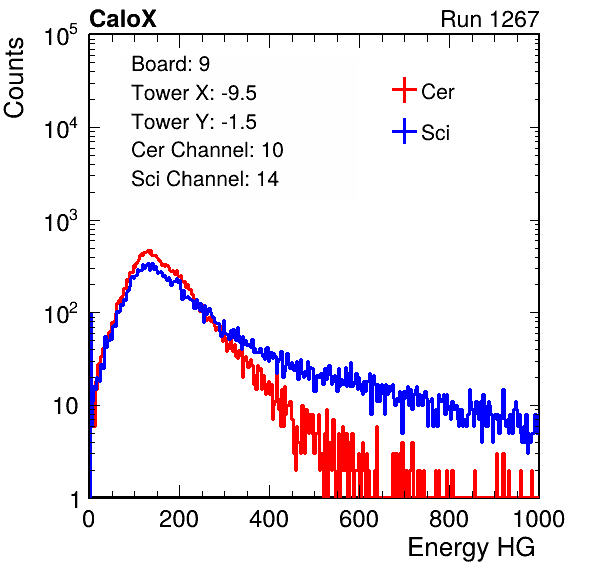 CaloX Run 1267
Counts
Board: 9
Tower X: -9.5
Tower Y: -1.5
Cer Channel: 10
Sci Channel: 14
Cer
Sci
10^5
10^4
10^3
10^2
10
1
0 200 400 600 800 1000
Energy HG